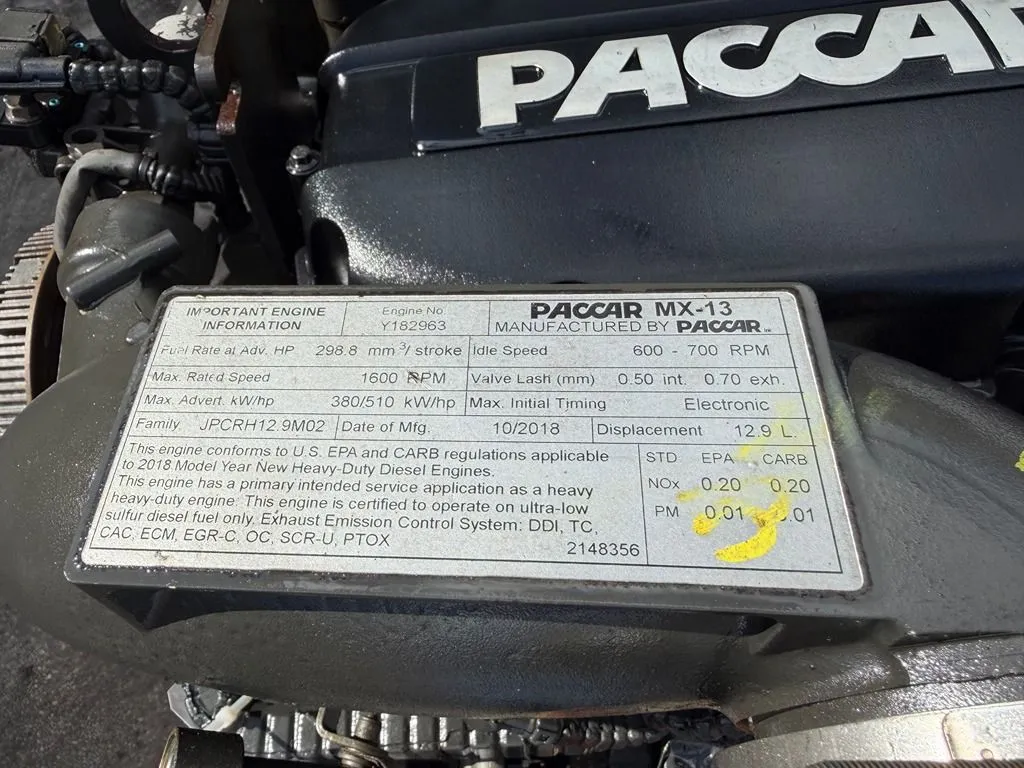 PACCAR
IMPORTANT ENGINE INFORMATION
Engine No
Y182963
PACCAR MX-13
MANUFACTURED BY PACCAR INC
Fuel Rate at Adv. HP 298.8 mm³/ stroke
Idle Speed 600 - 700 RPM
Max. Rated Speed 1600 RPM
Valve Lash (mm) 0.50 int. 0.70 exh.
Max. Advert. kW/hp 380/510 kW/hp
Max. Initial Timing Electronic
Family JPCRH12.9M02
Date of Mfg. 10/2018
Displacement 12.9 L.
This engine conforms to U.S. EPA and CARB regulations applicable
to 2018 Model Year New Heavy-Duty Diesel Engines.
This engine has a primary intended service application as a heavy
heavy-duty engine. This engine is certified to operate on ultra-low
sulfur diesel fuel only. Exhaust Emission Control System: DDI, TC,
CAC, ECM, EGR-C, OC, SCR-U, PTOX
2148356
STD EPA CARB
NOx 0.20 0.20
PM 0.01 0.01